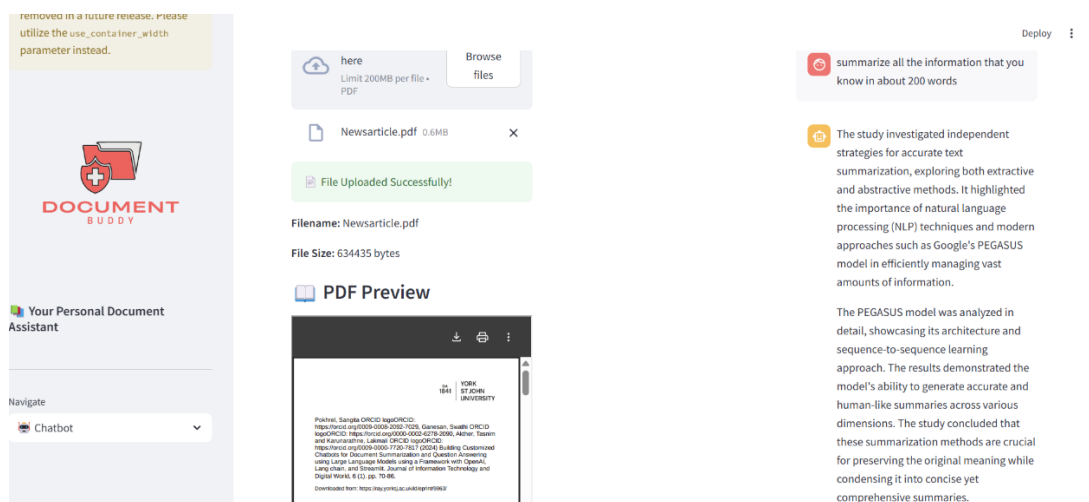 removed in a future release. Please
utilize the use_container_width
parameter instead.
DOCUMENT
BUDDY
Your Personal Document
Assistant
Navigate
Chatbot
here
Limit 200MB per file •
PDF
Browse
files
Newsarticle.pdf 0.6MB
File Uploaded Successfully!
Filename: Newsarticle.pdf
File Size: 634435 bytes
PDF Preview
Est.
1841
YORK
ST JOHN
UNIVERSITY
Pokhrel, Sangita ORCID logoORCID:
https://orcid.org/0009-0008-2092-7029, Ganesan, Swathi ORCID
logoORCID: https://orcid.org/0000-0002-6278-2090, Akther, Tasnim
and Karunarathne, Lakmali ORCID logoORCID:
https://orcid.org/0009-0000-7720-7817 (2024) Building Customized
Chatbots for Document Summarization and Question Answering
using Large Language Models using a Framework with OpenAI,
Lang chain, and Streamlit. Journal of Information Technology and
Digital World, 6 (1). pp. 70-86.
Downloaded from: https://ray.yorksj.ac.uk/id/eprint/9963/
Deploy
summarize all the information that you
know in about 200 words
The study investigated independent
strategies for accurate text
summarization, exploring both extractive
and abstractive methods. It highlighted
the importance of natural language
processing (NLP) techniques and modern
approaches such as Google's PEGASUS
model in efficiently managing vast
amounts of information.
The PEGASUS model was analyzed in
detail, showcasing its architecture and
sequence-to-sequence learning
approach. The results demonstrated the
model's ability to generate accurate and
human-like summaries across various
dimensions. The study concluded that
these summarization methods are crucial
for preserving the original meaning while
condensing it into concise yet
comprehensive summaries.